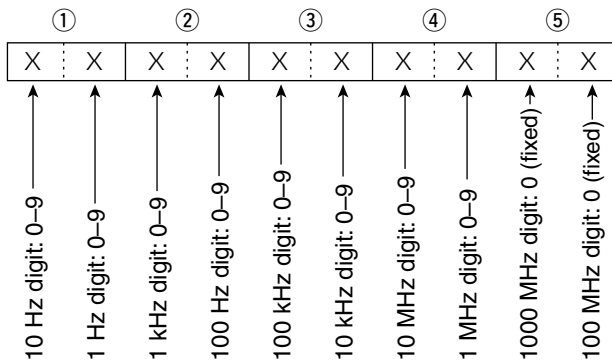 ① ② ③ ④ ⑤
X X X X X X X X X X
10 Hz digit: 0–9
1 Hz digit: 0–9
1 kHz digit: 0–9
100 Hz digit: 0–9
100 kHz digit: 0–9
10 kHz digit: 0–9
10 MHz digit: 0–9
1 MHz digit: 0–9
1000 MHz digit: 0 (fixed)
100 MHz digit: 0 (fixed)